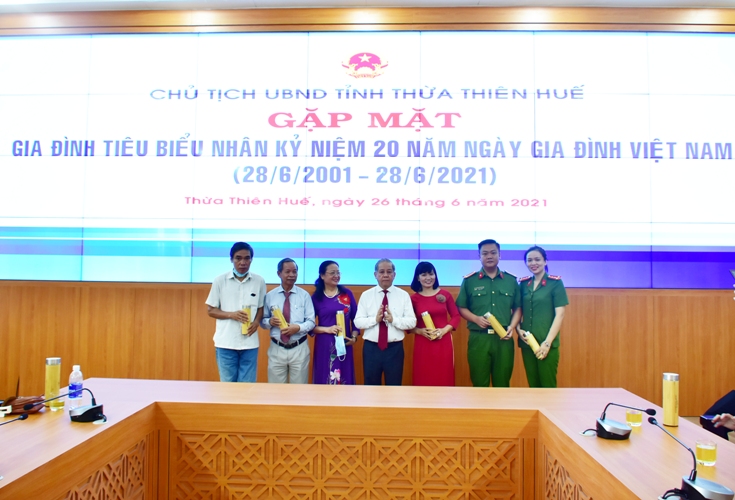 CHỦ TỊCH UBND TỈNH THỪA THIÊN HUẾ
GẶP MẶT
GIA ĐÌNH TIÊU BIỂU NHÂN KỶ NIỆM 20 NĂM NGÀY GIA ĐÌNH VIỆT NAM
(28/6/2001 - 28/6/2021)
Thừa Thiên Huế, ngày 26 tháng 6 năm 2021